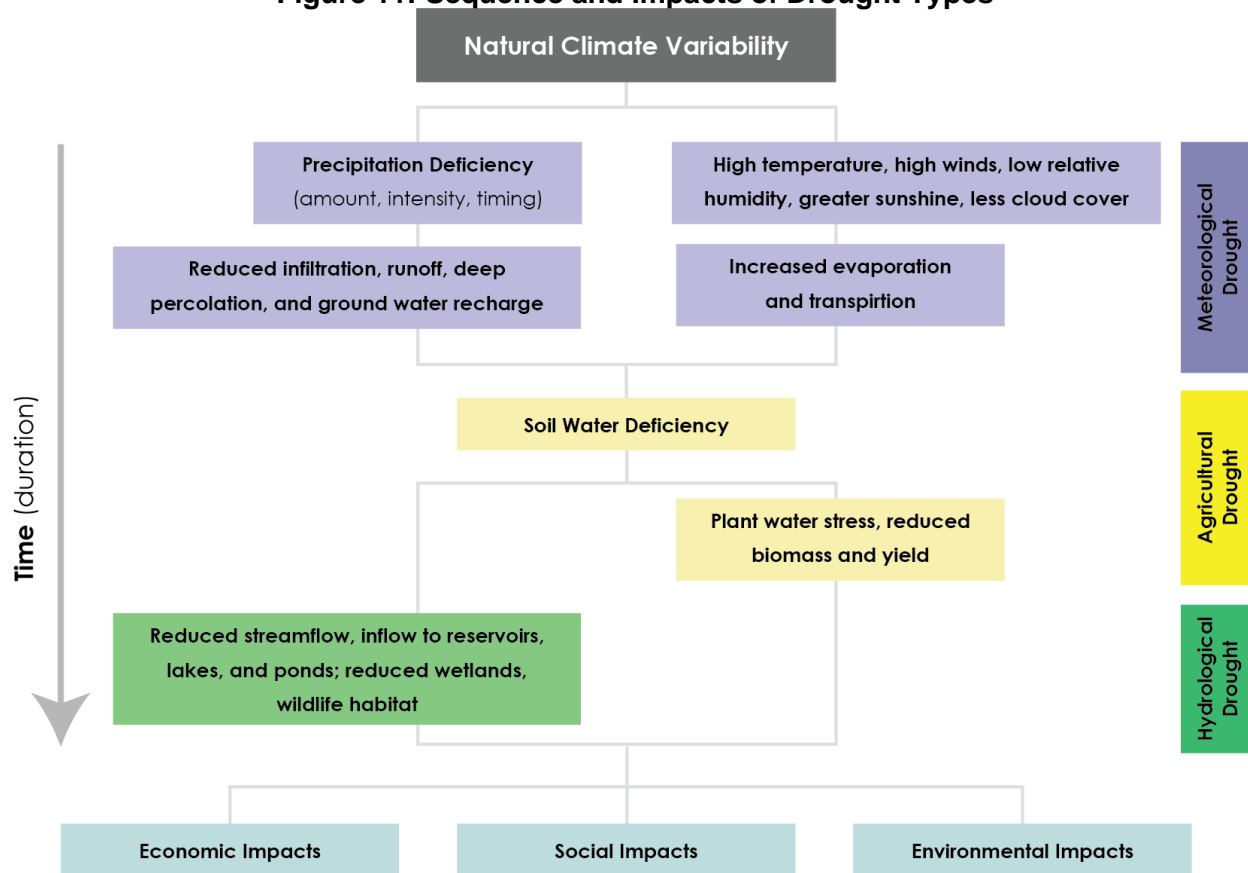 Natural Climate Variability
Precipitation Deficiency
(amount, intensity, timing)
High temperature, high winds, low relative
humidity, greater sunshine, less cloud cover
Reduced infiltration, runoff, deep
percolation, and ground water recharge
Increased evaporation
and transpirtion
Meteorological
Drought
Soil Water Deficiency
Plant water stress, reduced
biomass and yield
Agricultural
Drought
Time (duration)
Reduced streamflow, inflow to reservoirs,
lakes, and ponds; reduced wetlands,
wildlife habitat
Hydrological
Drought
Economic Impacts
Social Impacts
Environmental Impacts